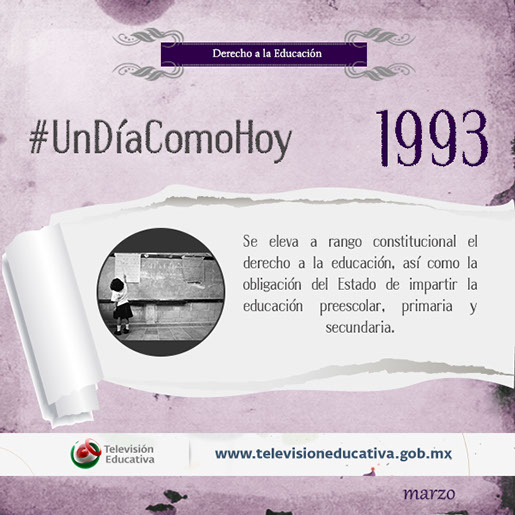 Derecho a la Educación
#UnDíaComoHoy
1993
Se eleva a rango constitucional el
derecho a la educación, así como la
obligación del Estado de impartir la
educación preescolar, primaria y
secundaria.
Televisión
Educativa
www.televisioneducativa.gob.mx
marzo